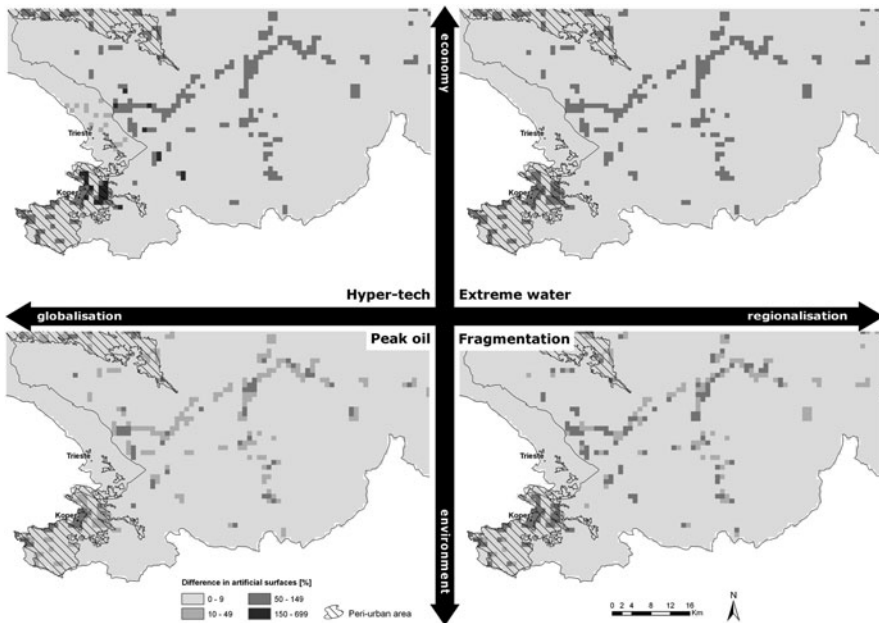 economy
Trieste
Koper
Trieste
Koper
Hyper-tech
Extreme water
globalisation
regionalisation
Peak oil
Fragmentation
Trieste
Koper
Trieste
Koper
environment
Difference in artificial surfaces [%]
0 - 9
50 - 149
10 - 49
150 - 699
Peri-urban area
0 2 4 8 12 16
Km
N